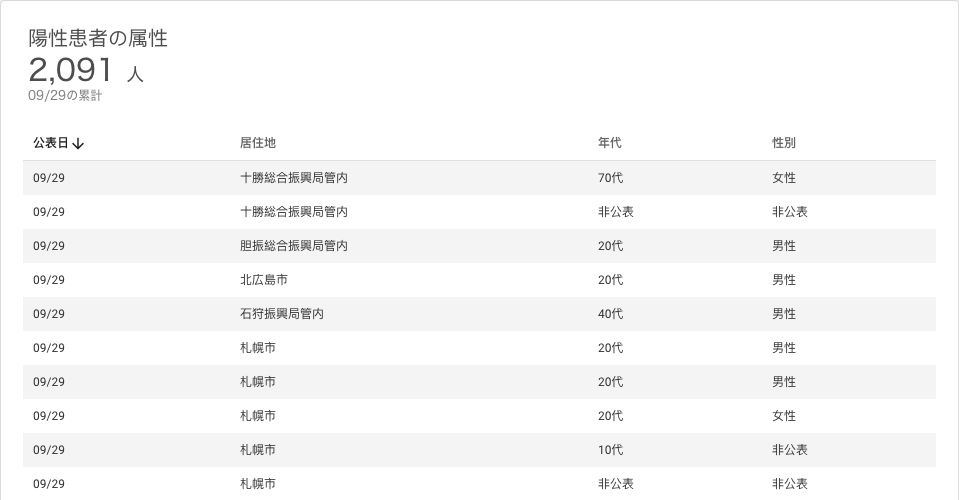 陽性患者の属性
2,091 人
09/29の累計
公表日↓ 居住地 年代 性別
09/29 十勝総合振興局管内 70代 女性
09/29 十勝総合振興局管内 非公表 非公表
09/29 胆振総合振興局管内 20代 男性
09/29 北広島市 20代 男性
09/29 石狩振興局管内 40代 男性
09/29 札幌市 20代 男性
09/29 札幌市 20代 男性
09/29 札幌市 20代 女性
09/29 札幌市 10代 非公表
09/29 札幌市 非公表 非公表